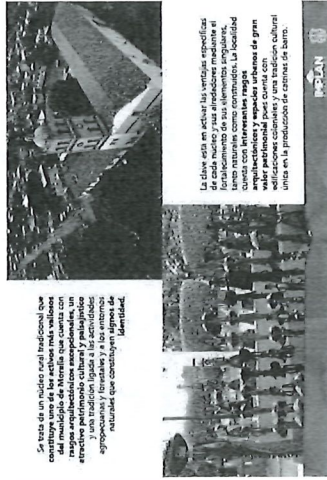 Se trata de un núcleo rural tradicional que
constituye uno de los activos más valiosos
del municipio de Morelia que cuenta con
rasgos arquitectónicos excepcionales, un
atractivo patrimonio cultural y paisajístico
y una tradición ligada a las actividades
agropecuarias y forestales y a los entornos
naturales que constituyen signos de
identidad.
La clave esta en activar las ventajas específicas
de cada núcleo y sus alrededores mediante el
fortalecimiento de sus elementos singulares,
tanto naturales como construidos. La localidad
cuenta con interesantes rasgos
arquitectónicos y espacios urbanos de gran
valor patrimonial pues cuenta con
edificaciones coloniales y una tradición cultural
única en la producción de catrinas de barro.